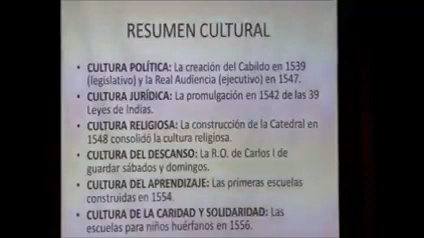 RESUMEN CULTURAL
• CULTURA POLÍTICA: La creación del Cabildo en 1539
(legislativo) y la Real Audiencia (ejecutivo) en 1547.
• CULTURA JURÍDICA: La promulgación en 1542 de las 39
Leyes de Indias.
• CULTURA RELIGIOSA: La construcción de la Catedral en
1548 consolidó la cultura religiosa.
• CULTURA DEL DESCANSO: La R.O. de Carlos I de
guardar sábados y domingos.
• CULTURA DEL APRENDIZAJE: Las primeras escuelas
construidas en 1554.
• CULTURA DE LA CARIDAD Y SOLIDARIDAD: Las
escuelas para niños huérfanos en 1556.